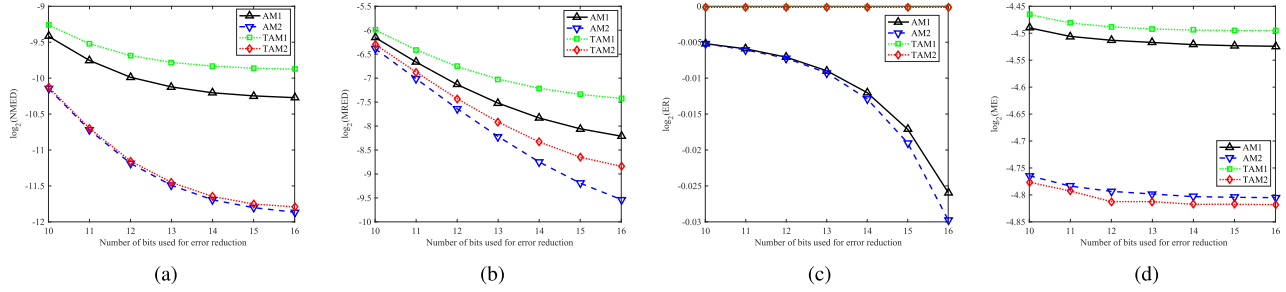 -9
-9.5
-10
-10.5
-11
-11.5
-12
log2(NMED)
10 11 12 13 14 15 16
Number of bits used for error reduction
AM1
AM2
TAM1
TAM2
(a)
-5.5
-6
-6.5
-7
-7.5
-8
-8.5
-9
-9.5
-10
log2(MRED)
10 11 12 13 14 15 16
Number of bits used for error reduction
AM1
AM2
TAM1
TAM2
(b)
0
-0.005
-0.01
-0.015
-0.02
-0.025
-0.03
log2(ER)
10 11 12 13 14 15 16
Number of bits used for error reduction
AM1
AM2
TAM1
TAM2
(c)
-4.45
-4.5
-4.55
-4.6
-4.65
-4.7
-4.75
-4.8
-4.85
log2(ME)
10 11 12 13 14 15 16
Number of bits used for error reduction
AM1
AM2
TAM1
TAM2
(d)